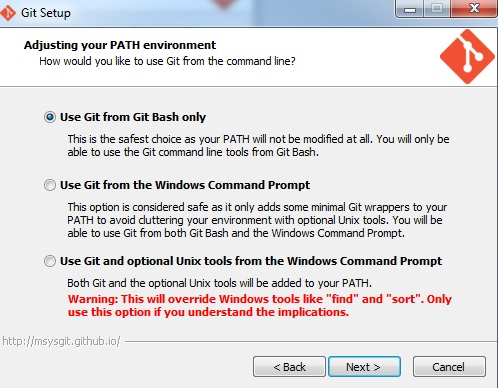 Git Setup
Adjusting your PATH environment
How would you like to use Git from the command line?
Use Git from Git Bash only
This is the safest choice as your PATH will not be modified at all. You will only be
able to use the Git command line tools from Git Bash.
Use Git from the Windows Command Prompt
This option is considered safe as it only adds some minimal Git wrappers to your
PATH to avoid cluttering your environment with optional Unix tools. You will be
able to use Git from both Git Bash and the Windows Command Prompt.
Use Git and optional Unix tools from the Windows Command Prompt
Both Git and the optional Unix tools will be added to your PATH.
Warning: This will override Windows tools like "find" and "sort". Only
use this option if you understand the implications.
http://msysgit.github.io/
< Back
Next >
Cancel